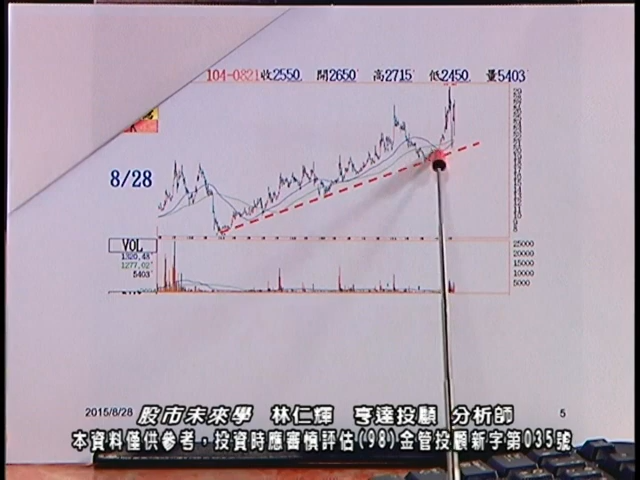 104-0821收2550 開2650 高2715 低2450 量5403
8/28
VOL
1320.48
1277.02
5403
25000
20000
15000
10000
5000
2015/8/28
5
股市未來學 林仁輝 亨達投顧 分析師
本資料僅供參考，投資時應審慎評估(98)金管投顧新字第035號